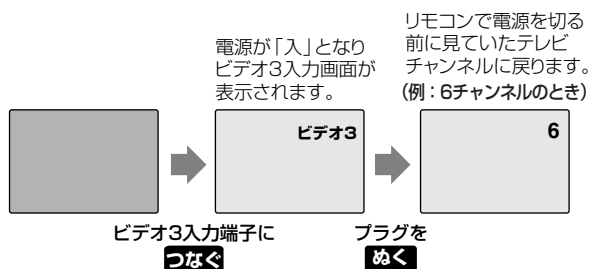 電源が「入」となり
ビデオ3入力画面が
表示されます。
リモコンで電源を切る
前に見ていたテレビ
チャンネルに戻ります。
(例：6チャンネルのとき)
ビデオ3
6
ビデオ3入力端子に
つなぐ
プラグを
ぬく